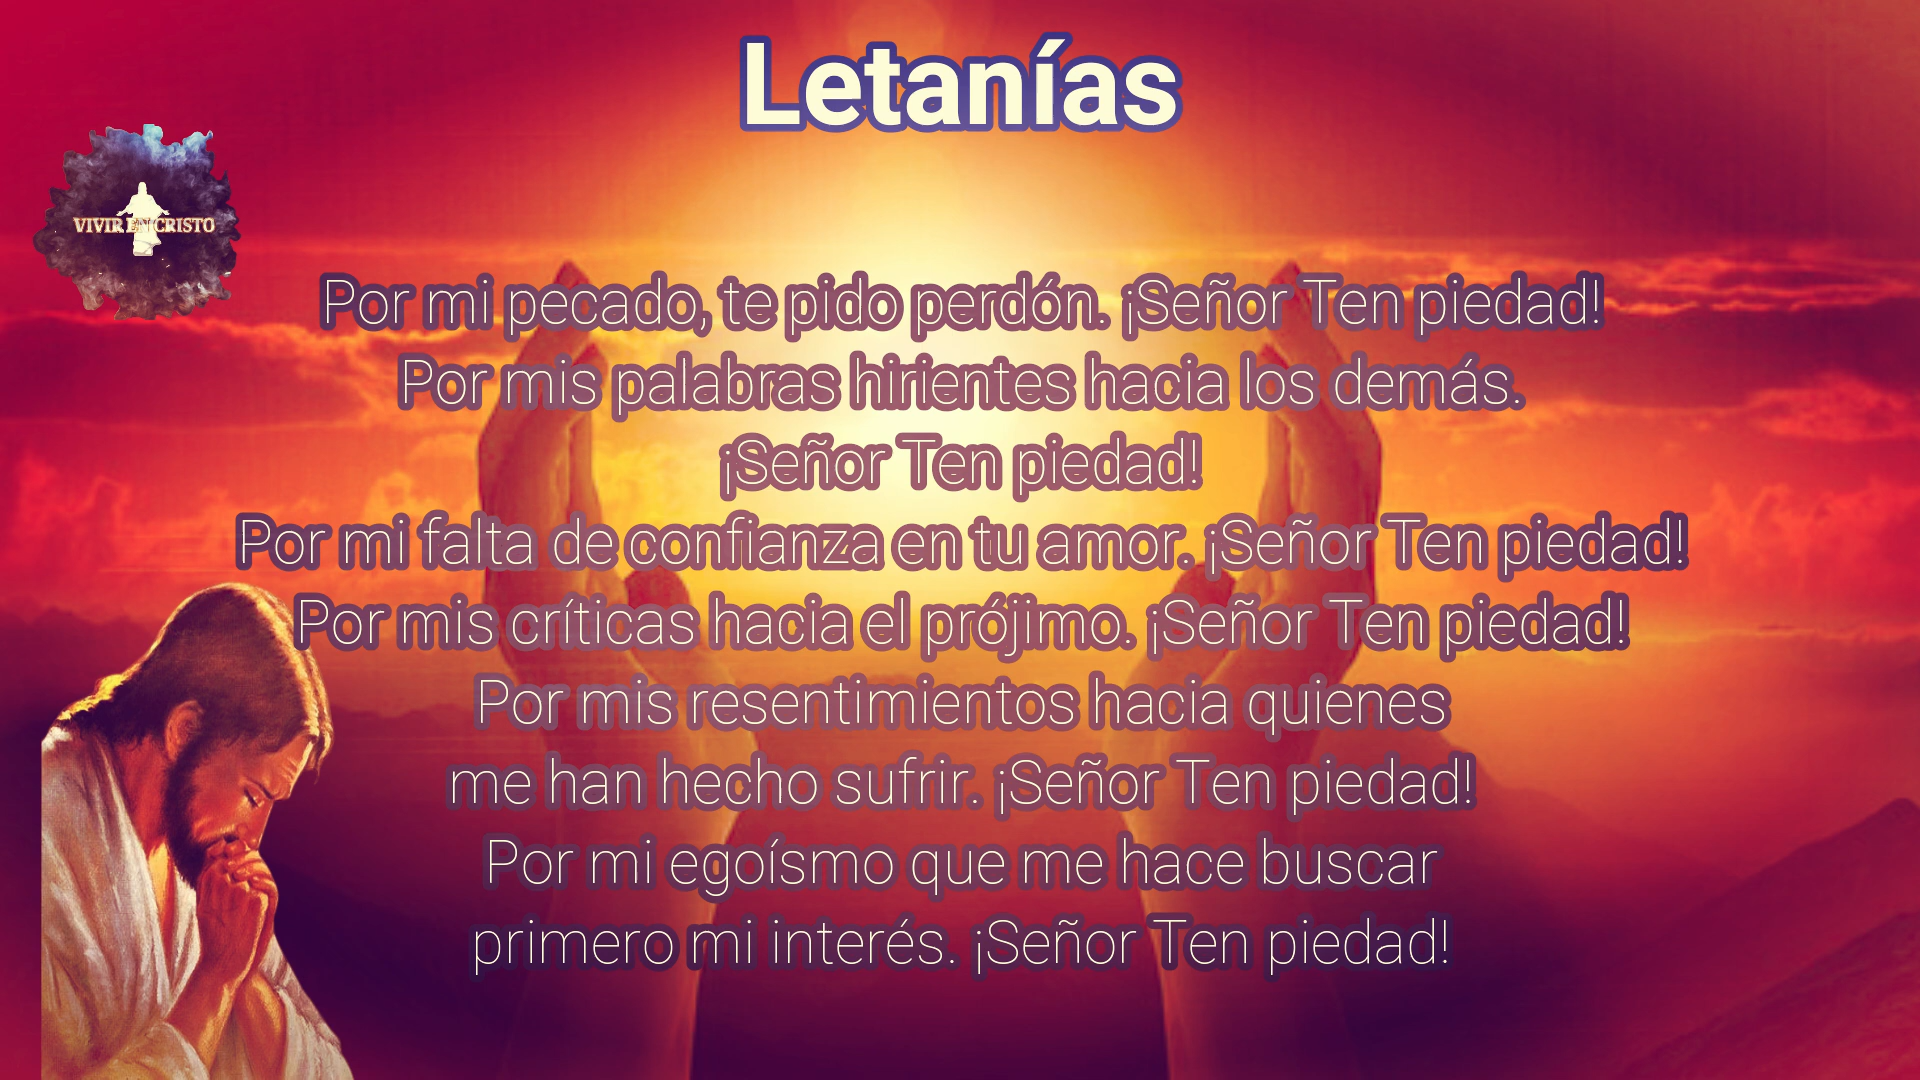 Letanías
VIVIR EN CRISTO
Por mi pecado, te pido perdón. ¡Señor Ten piedad!
Por mis palabras hirientes hacia los demás.
¡Señor Ten piedad!
Por mi falta de confianza en tu amor. ¡Señor Ten piedad!
Por mis críticas hacia el prójimo. ¡Señor Ten piedad!
Por mis resentimientos hacia quienes
me han hecho sufrir. ¡Señor Ten piedad!
Por mi egoísmo que me hace buscar
primero mi interés. ¡Señor Ten piedad!